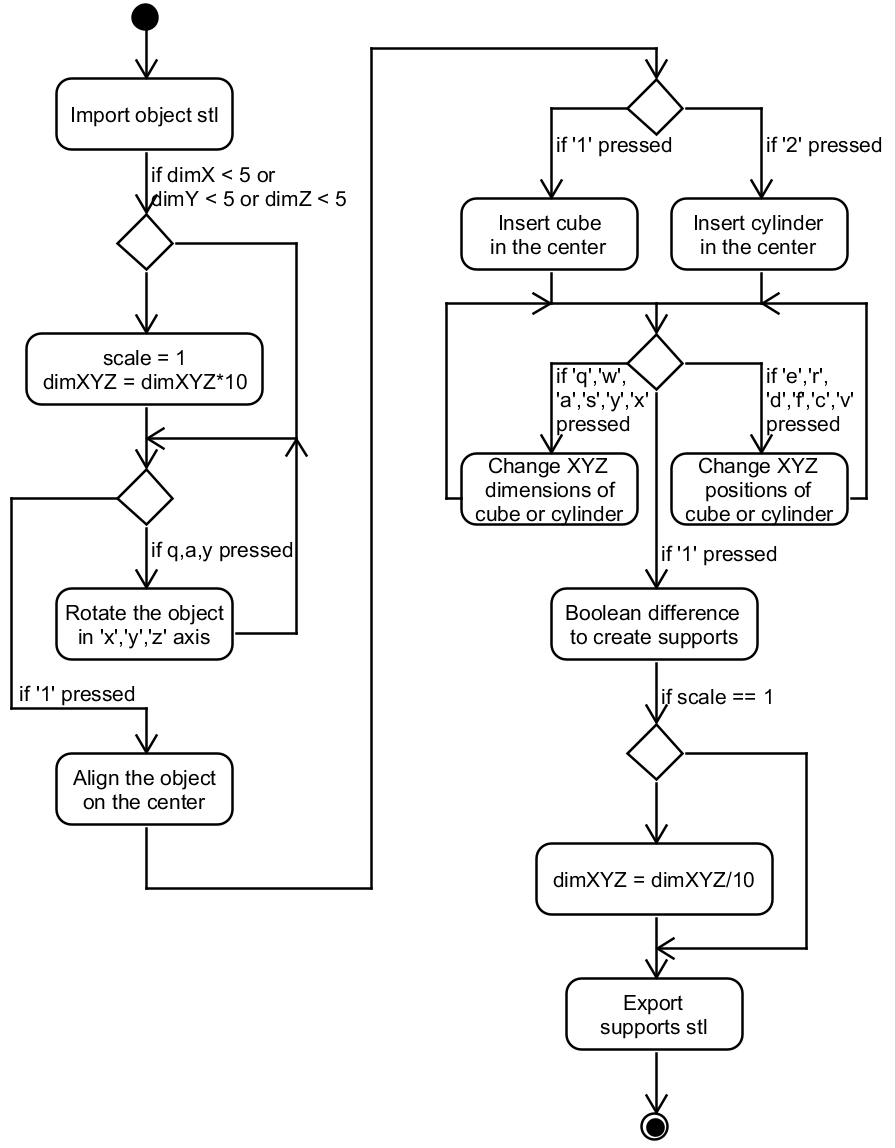 Import object stl
if dimX < 5 or
dimY < 5 or dimZ < 5
scale = 1
dimXYZ = dimXYZ*10
if q,a,y pressed
Rotate the object
in 'x','y','z' axis
if '1' pressed
Align the object
on the center
if '1' pressed
if '2' pressed
Insert cube
in the center
Insert cylinder
in the center
if 'q','w',
'a','s','y','x'
pressed
if 'e','r',
'd','f','c','v'
pressed
Change XYZ
dimensions of
cube or cylinder
Change XYZ
positions of
cube or cylinder
if '1' pressed
Boolean difference
to create supports
if scale == 1
dimXYZ = dimXYZ/10
Export
supports stl